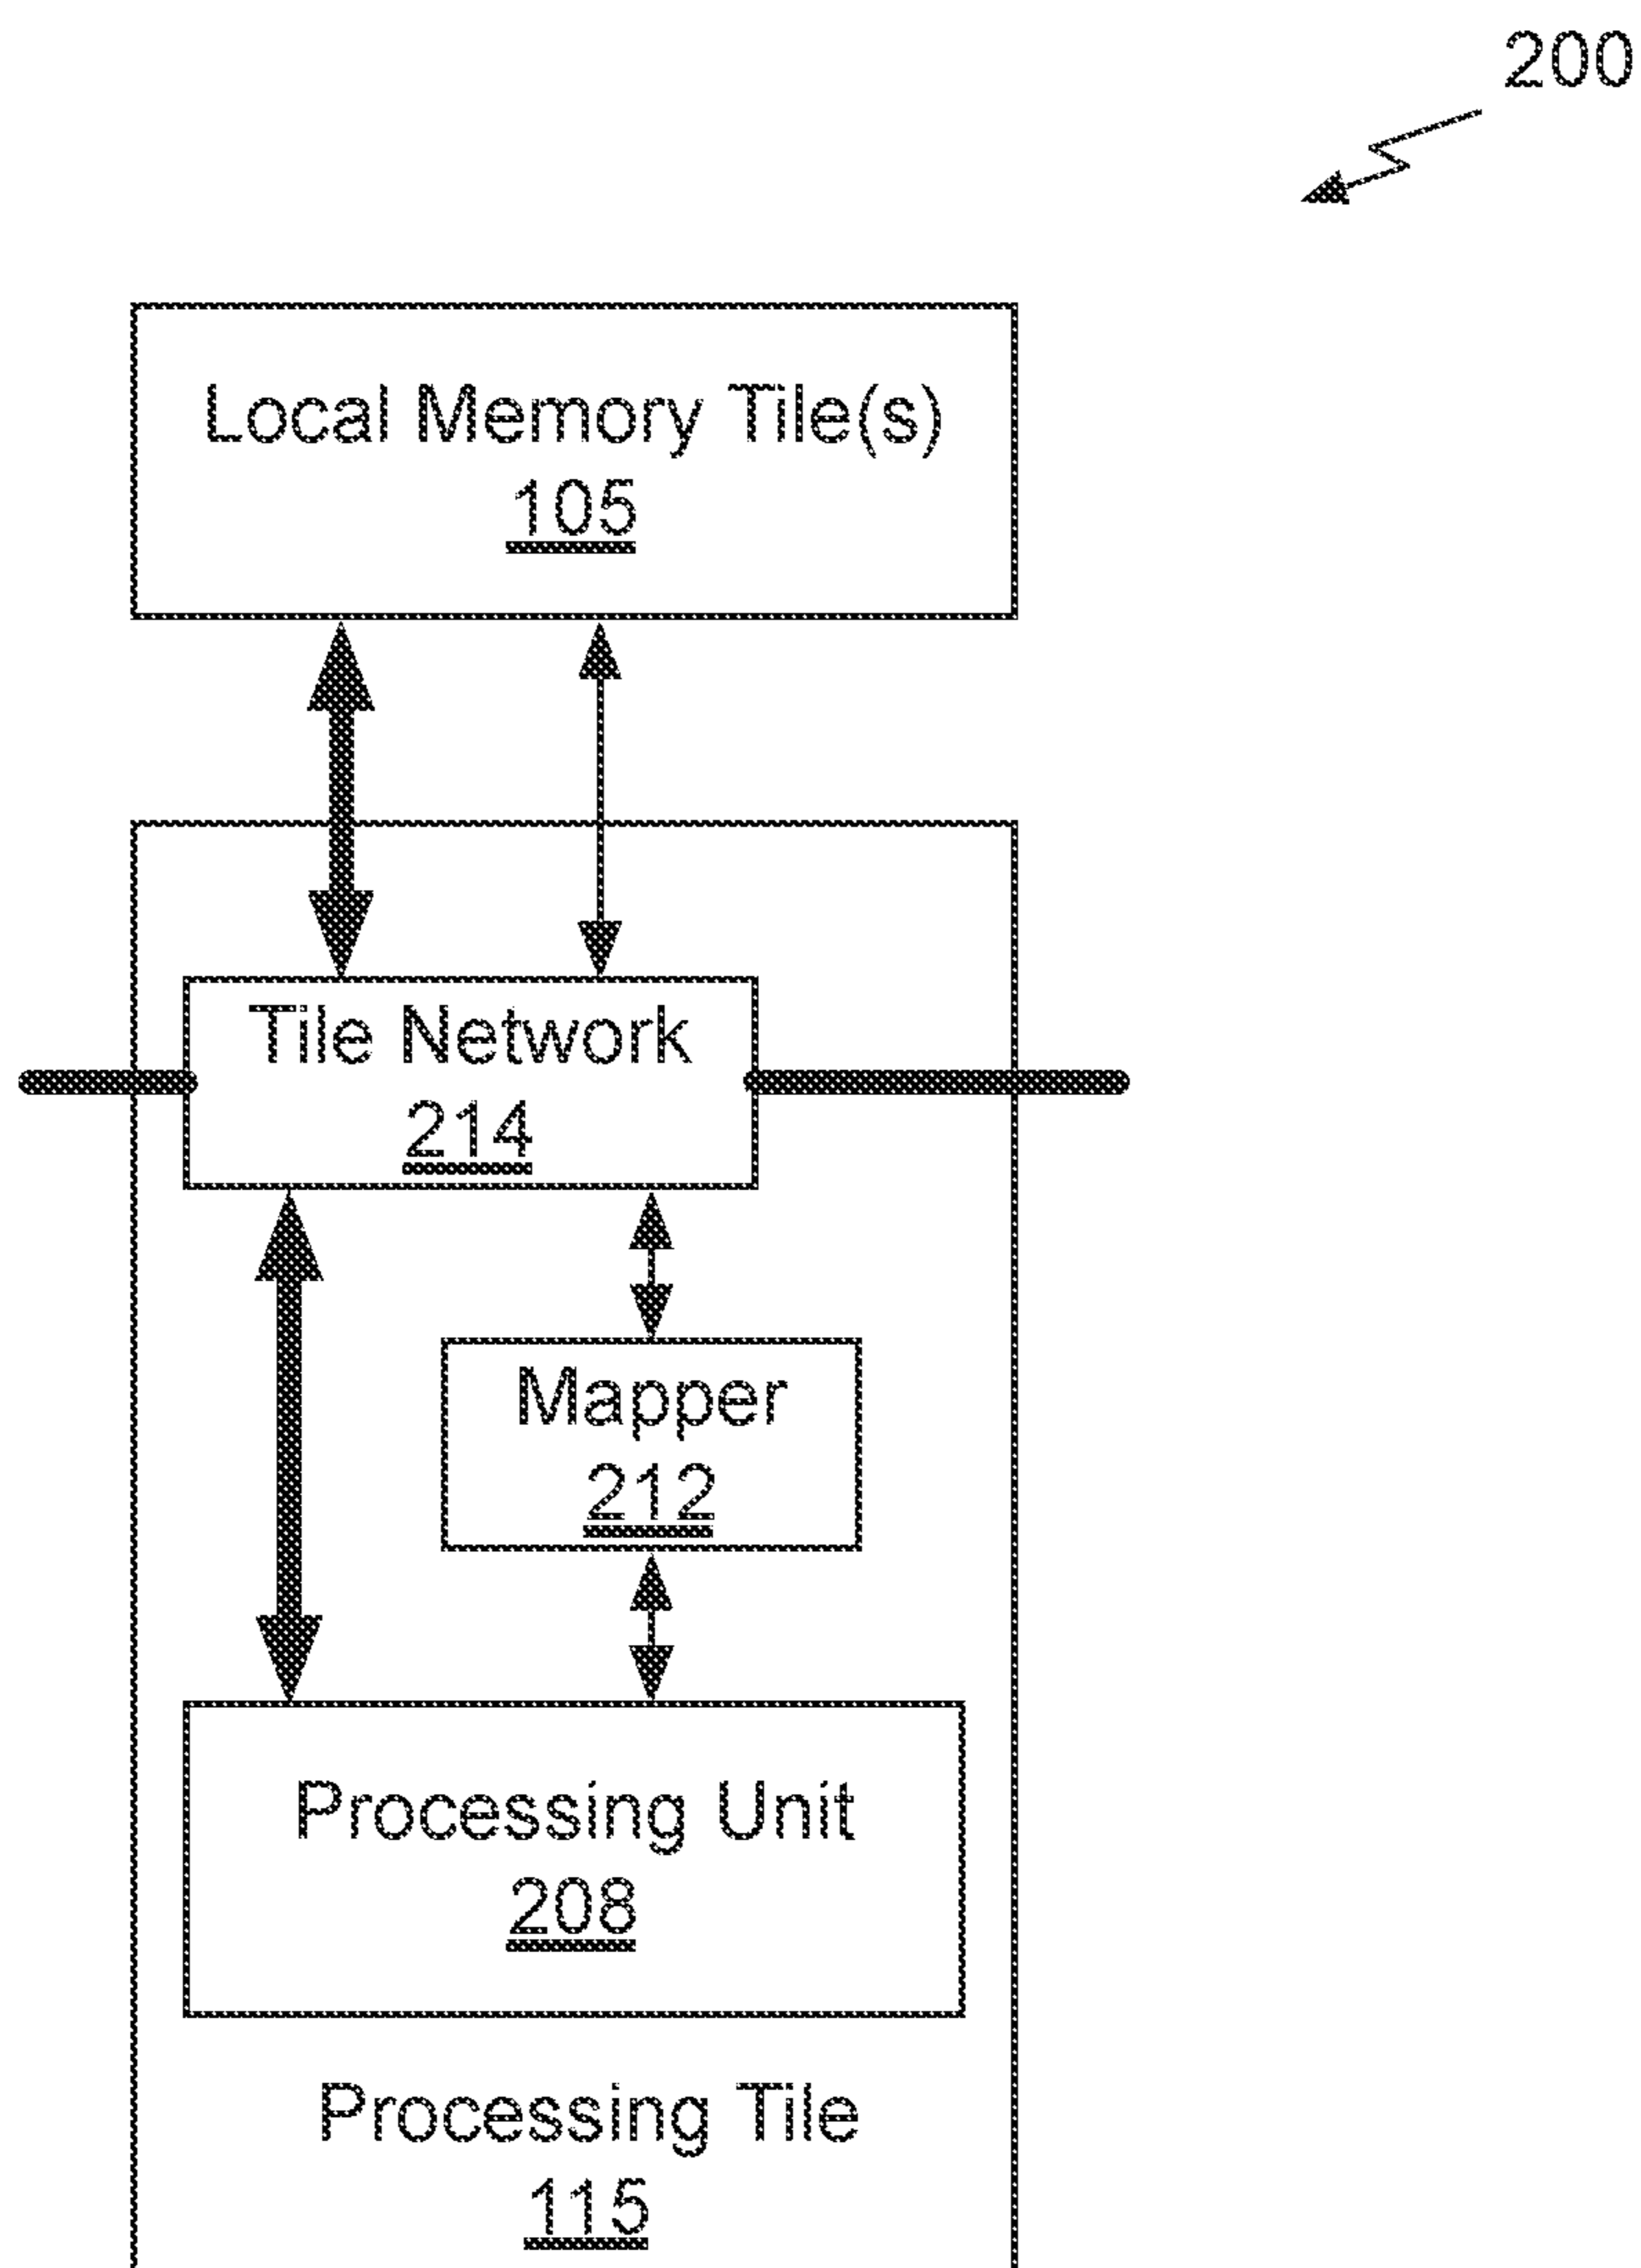 200
Local Memory Tile(s)
105
Tile Network
214
Mapper
212
Processing Unit
208
Processing Tile
115